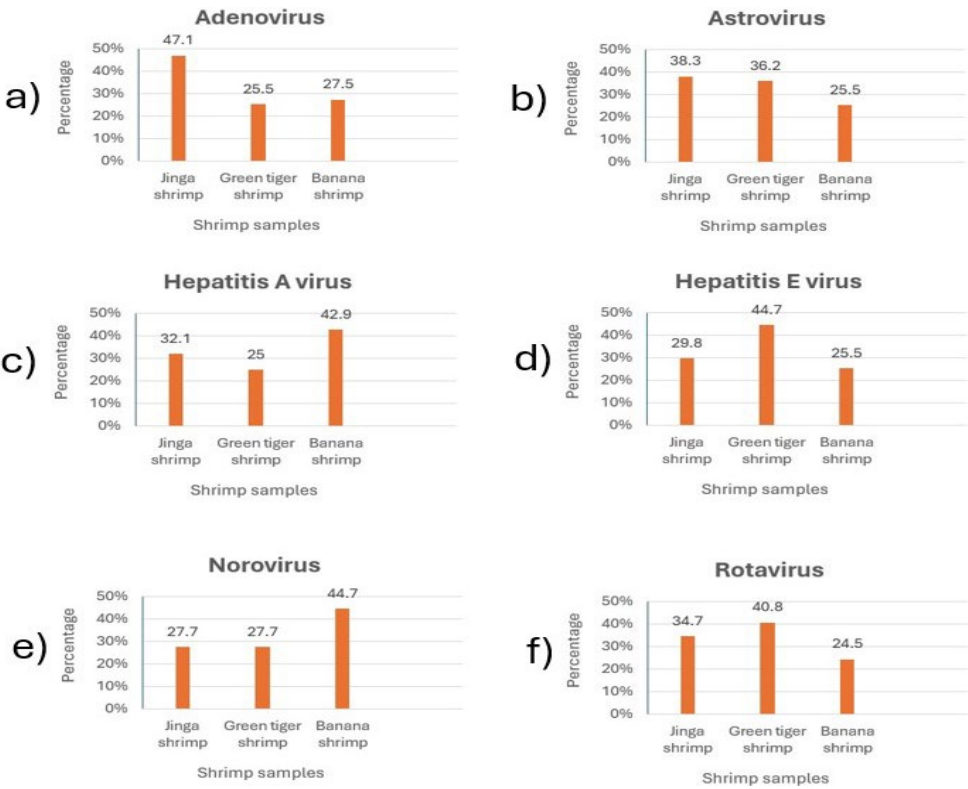 Adenovirus
a)
Percentage
50%
40%
30%
20%
10%
0%
47.1
25.5
27.5
Jinga shrimp
Green tiger shrimp
Banana shrimp
Shrimp samples
Astrovirus
b)
Percentage
50%
40%
30%
20%
10%
0%
38.3
36.2
25.5
Jinga shrimp
Green tiger shrimp
Banana shrimp
Shrimp samples
Hepatitis A virus
c)
Percentage
50%
40%
30%
20%
10%
0%
32.1
25
42.9
Jinga shrimp
Green tiger shrimp
Banana shrimp
Shrimp samples
Hepatitis E virus
d)
Percentage
50%
40%
30%
20%
10%
0%
29.8
44.7
25.5
Jinga shrimp
Green tiger shrimp
Banana shrimp
Shrimp samples
Norovirus
e)
Percentage
50%
40%
30%
20%
10%
0%
27.7
27.7
44.7
Jinga shrimp
Green tiger shrimp
Banana shrimp
Shrimp samples
Rotavirus
f)
Percentage
50%
40%
30%
20%
10%
0%
34.7
40.8
24.5
Jinga shrimp
Green tiger shrimp
Banana shrimp
Shrimp samples